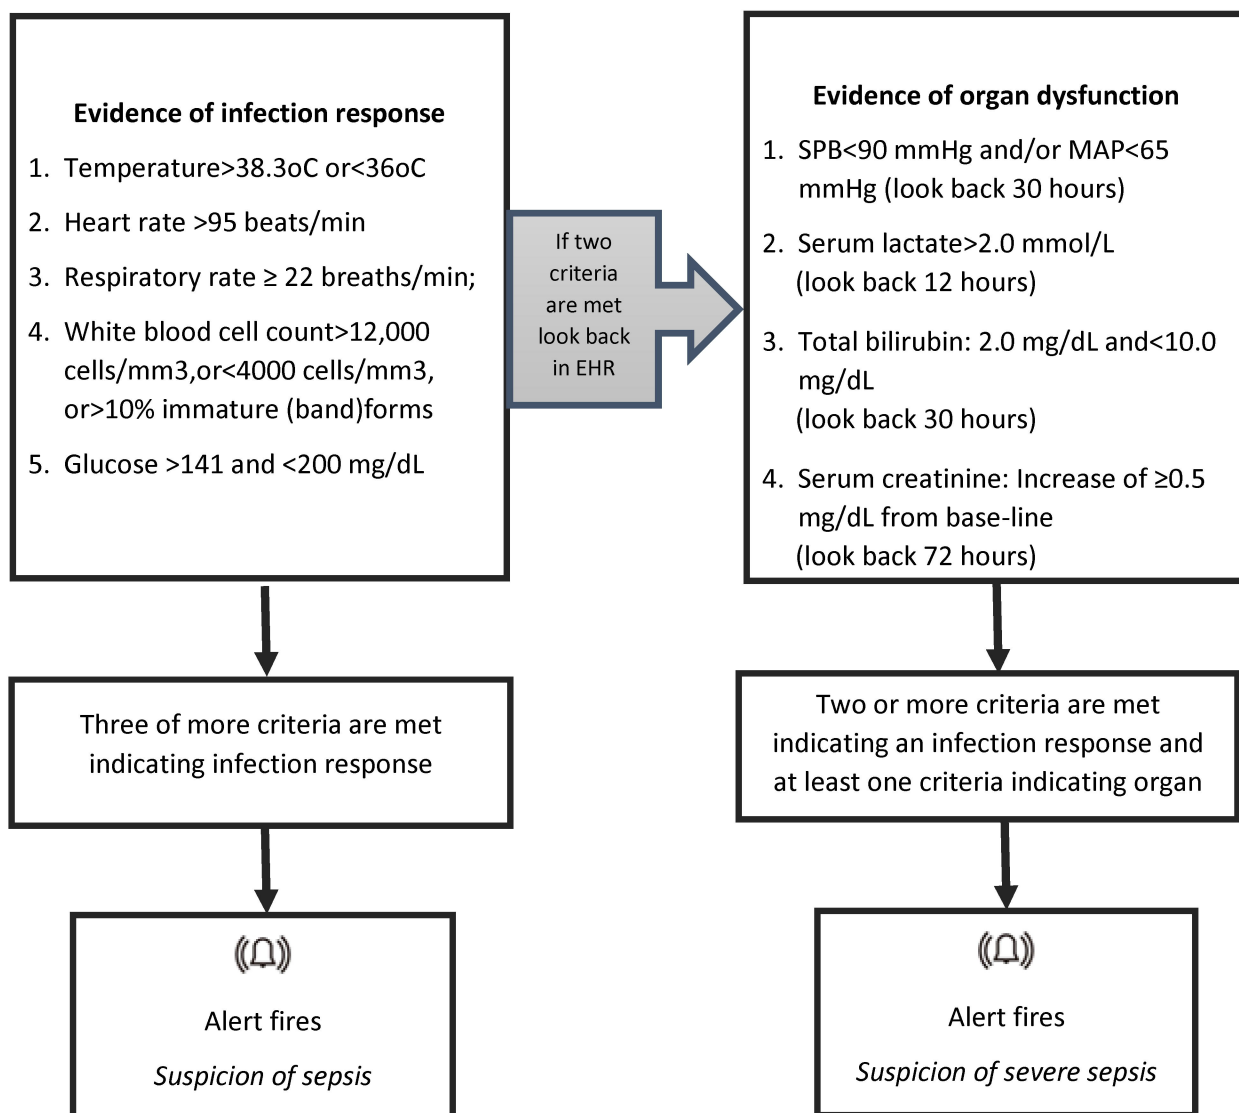 Evidence of infection response
1. Temperature>38.3oC or<36oC
2. Heart rate >95 beats/min
3. Respiratory rate ≥ 22 breaths/min;
4. White blood cell count>12,000
cells/mm3,or<4000 cells/mm3,
or>10% immature (band)forms
5. Glucose >141 and <200 mg/dL
If two
criteria
are met
look back
in EHR
Evidence of organ dysfunction
1. SPB<90 mmHg and/or MAP<65
mmHg (look back 30 hours)
2. Serum lactate>2.0 mmol/L
(look back 12 hours)
3. Total bilirubin: 2.0 mg/dL and<10.0
mg/dL
(look back 30 hours)
4. Serum creatinine: Increase of ≥0.5
mg/dL from base-line
(look back 72 hours)
Three of more criteria are met
indicating infection response
Two or more criteria are met
indicating an infection response and
at least one criteria indicating organ
Alert fires
Suspicion of sepsis
Alert fires
Suspicion of severe sepsis